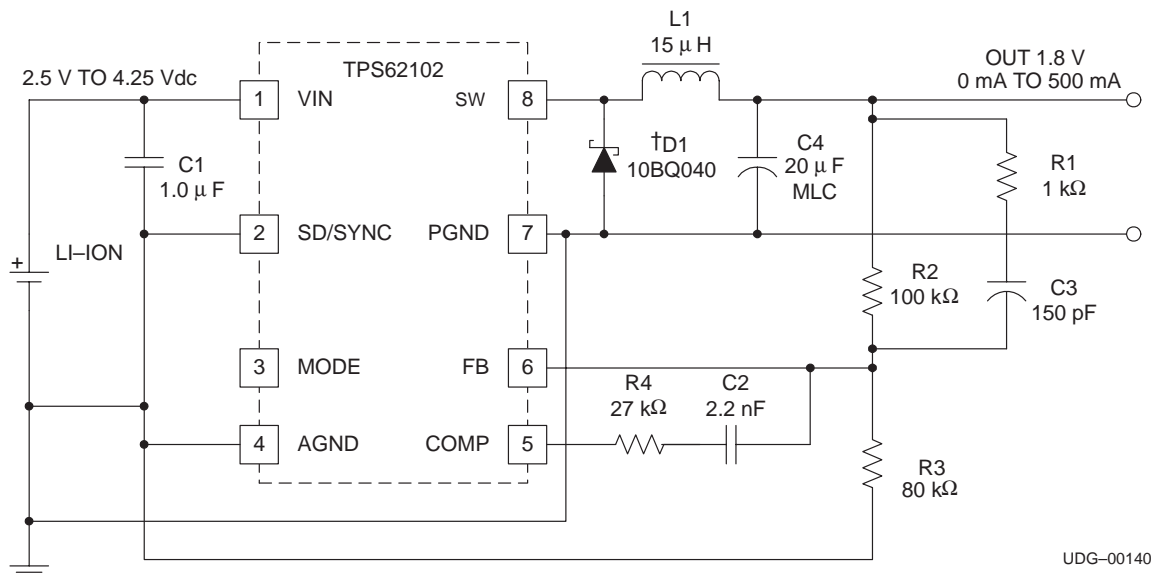 L1
15 μ H
OUT 1.8 V
0 mA TO 500 mA
2.5 V TO 4.25 Vdc
TPS62102
1
VIN
SW
8
C1
1.0 μ F
†D1
10BQ040
C4
20 μ F
MLC
R1
1 kΩ
2
SD/SYNC
PGND
7
+
LI–ION
R2
100 kΩ
C3
150 pF
3
MODE
FB
6
R4
27 kΩ
C2
2.2 nF
4
AGND
COMP
5
R3
80 kΩ
UDG–00140